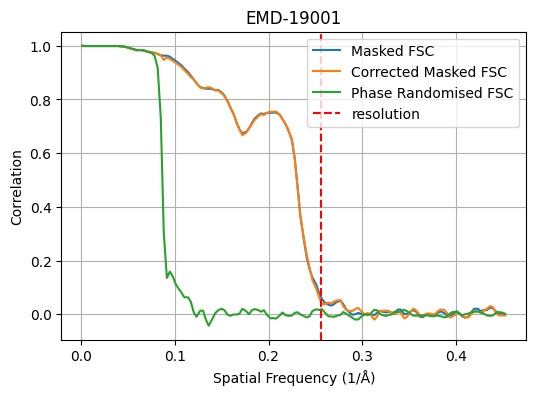 EMD-19001
Masked FSC
Corrected Masked FSC
Phase Randomised FSC
resolution
Correlation
1.0
0.8
0.6
0.4
0.2
0.0
0.0 0.1 0.2 0.3 0.4
Spatial Frequency (1/Å)